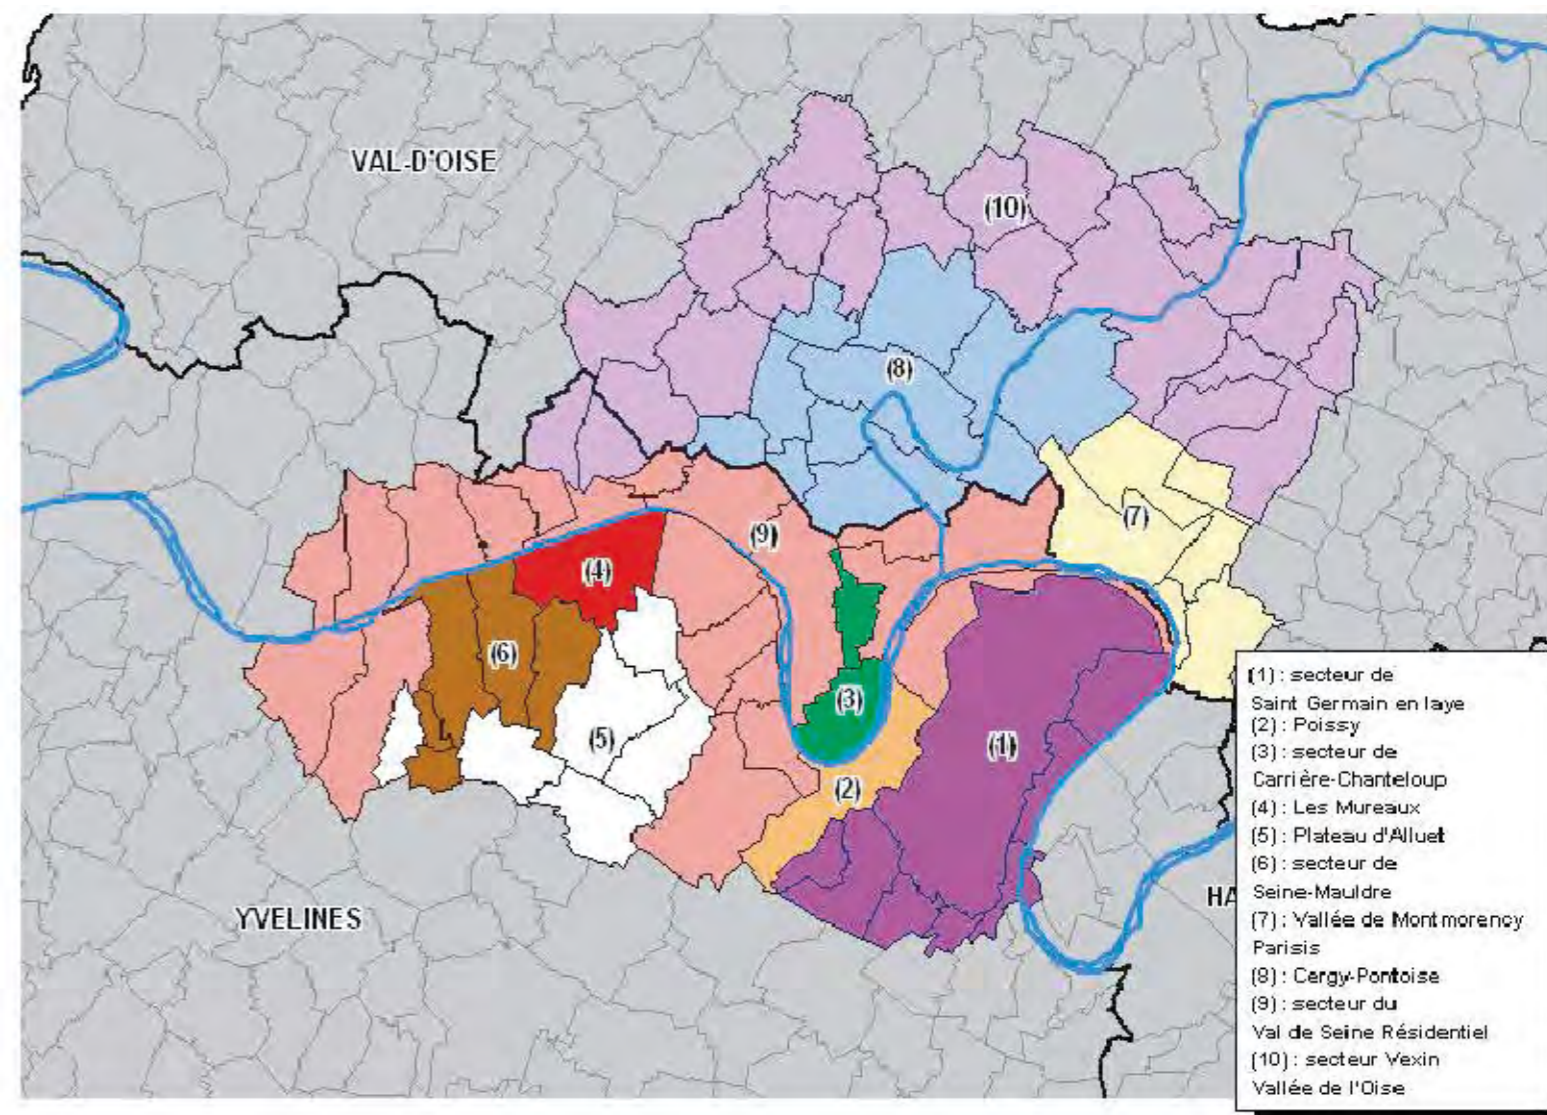 VAL-D'OISE
(10)
(8)
(7)
(9)
(4)
(6)
(3)
(5)
(1)
(2)
YVELINES
HA
(1) : secteur de
Saint Germain en laye
(2) : Poissy
(3) : secteur de
Carrière-Chanteloup
(4) : Les Mureaux
(5) : Plateau d'Alluet
(6) : secteur de
Seine-Mauldre
(7) : Vallée de Montmorency
Parisis
(8) : Cergy-Pontoise
(9) : secteur du
Val de Seine Résidentiel
(10) : secteur Vexin
Vallée de l'Oise